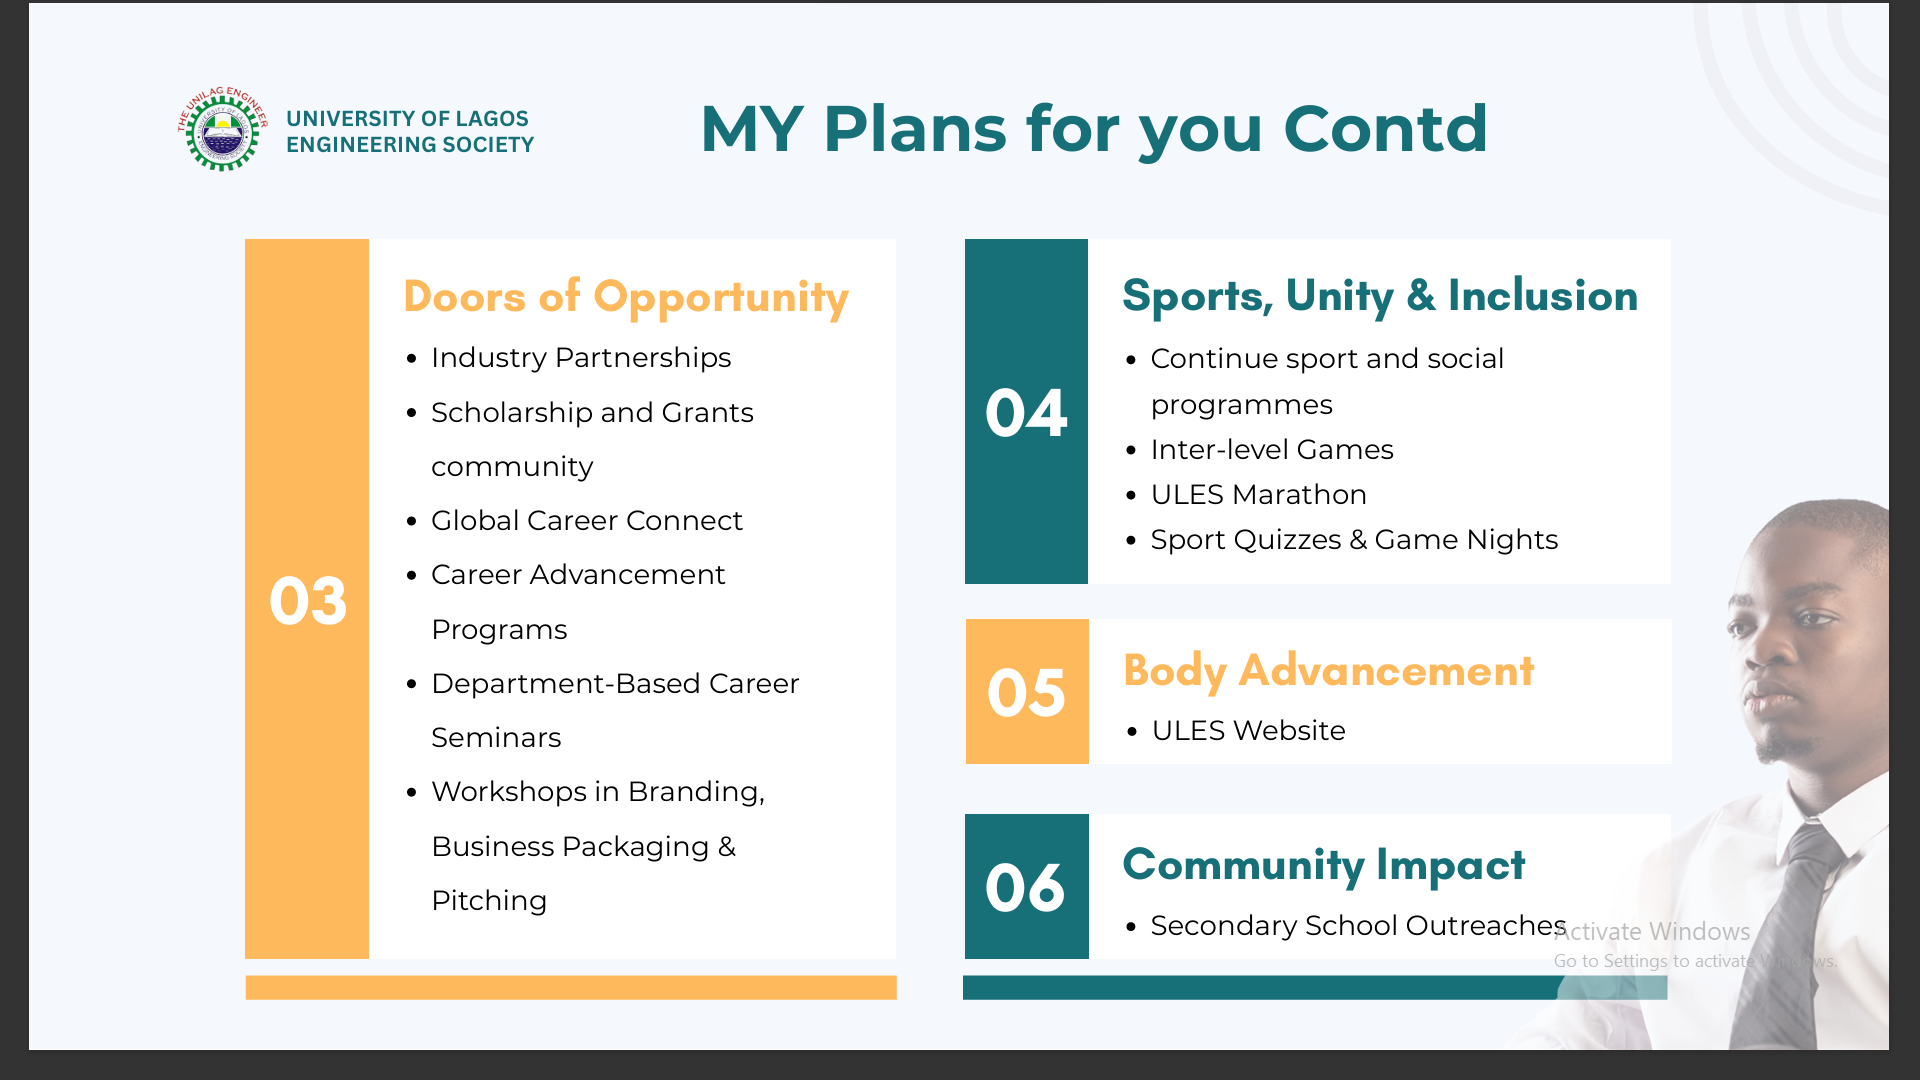 THE UNILAG ENGINEER
UNIVERSITY OF LAGOS
ENGINEERING SOCIETY
MY Plans for you Contd
03
Doors of Opportunity
• Industry Partnerships
• Scholarship and Grants
community
• Global Career Connect
• Career Advancement
Programs
• Department-Based Career
Seminars
• Workshops in Branding,
Business Packaging &
Pitching
04
Sports, Unity & Inclusion
• Continue sport and social
programmes
• Inter-level Games
• ULES Marathon
• Sport Quizzes & Game Nights
05
Body Advancement
• ULES Website
06
Community Impact
• Secondary School Outreaches
Activate Windows
Go to Settings to activate Windows.